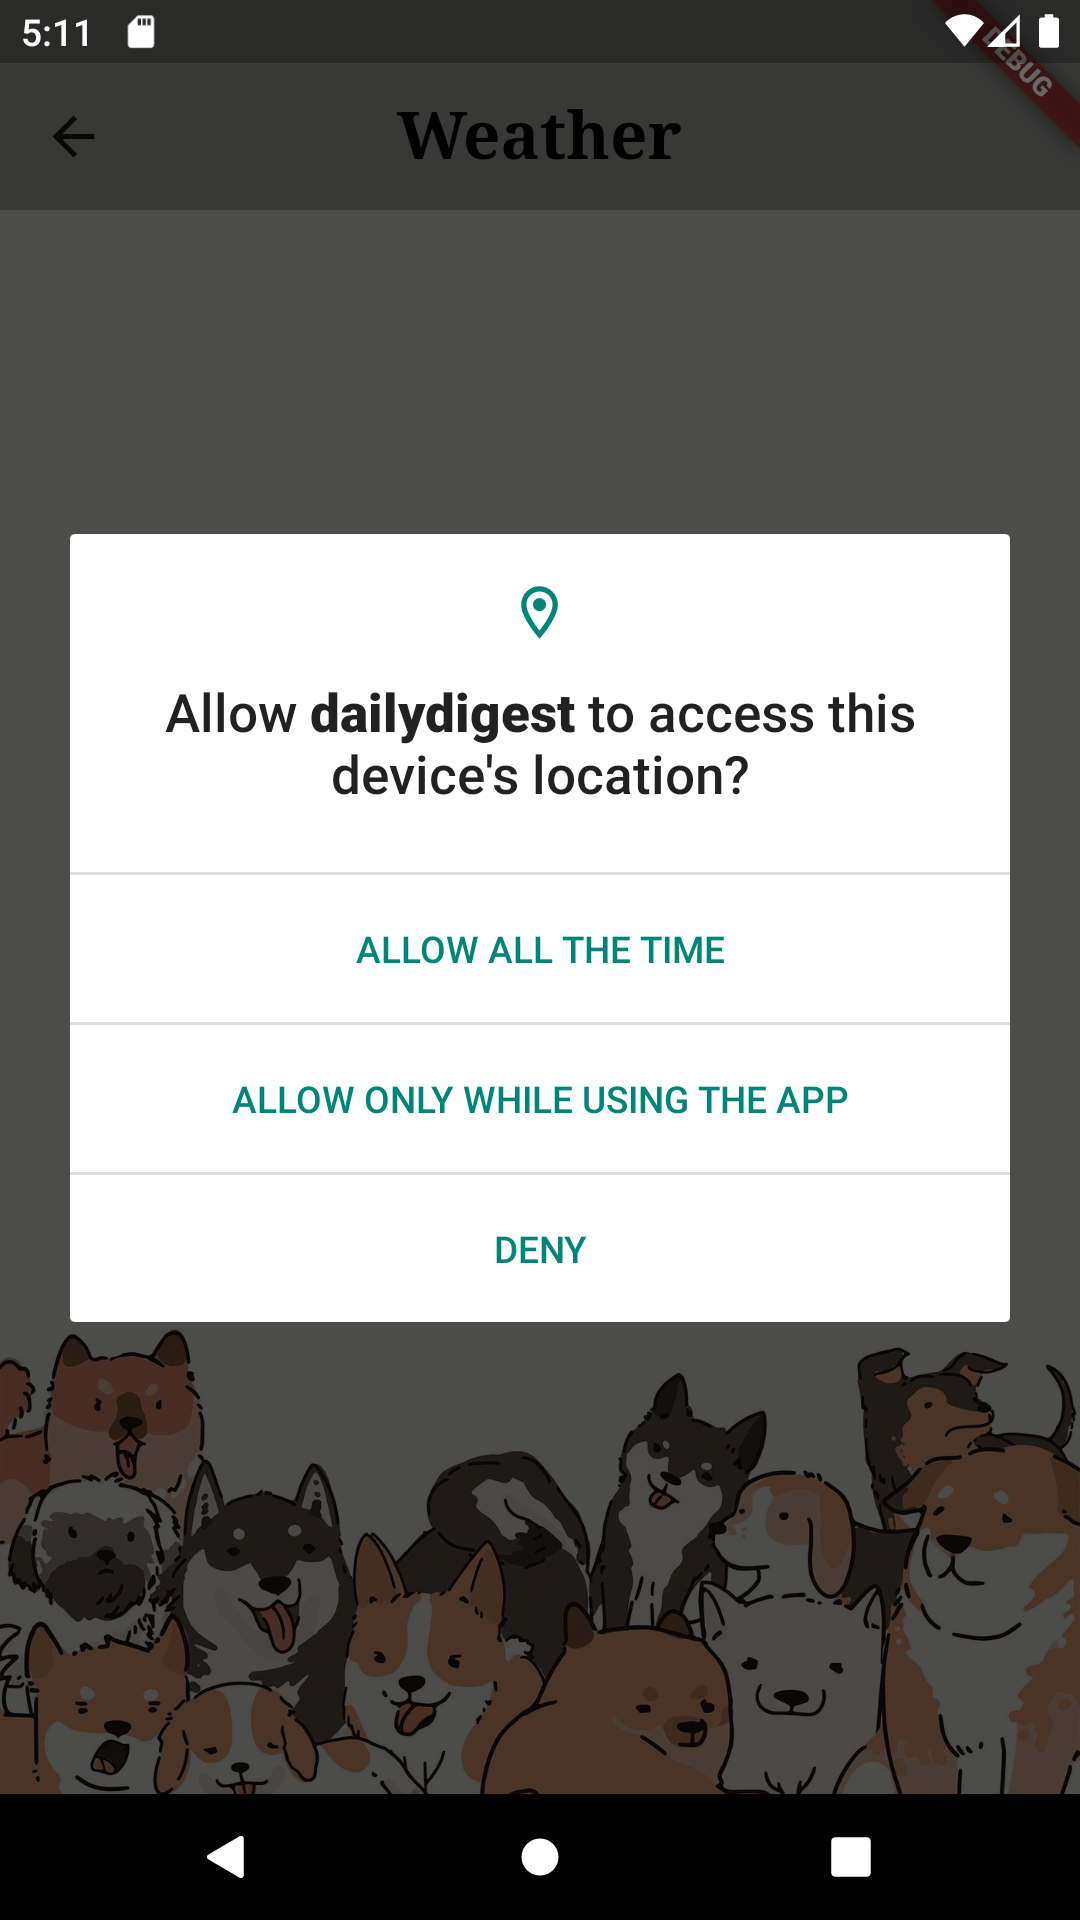 5:11
DEBUG
Weather
Allow dailydigest to access this
device's location?
ALLOW ALL THE TIME
ALLOW ONLY WHILE USING THE APP
DENY